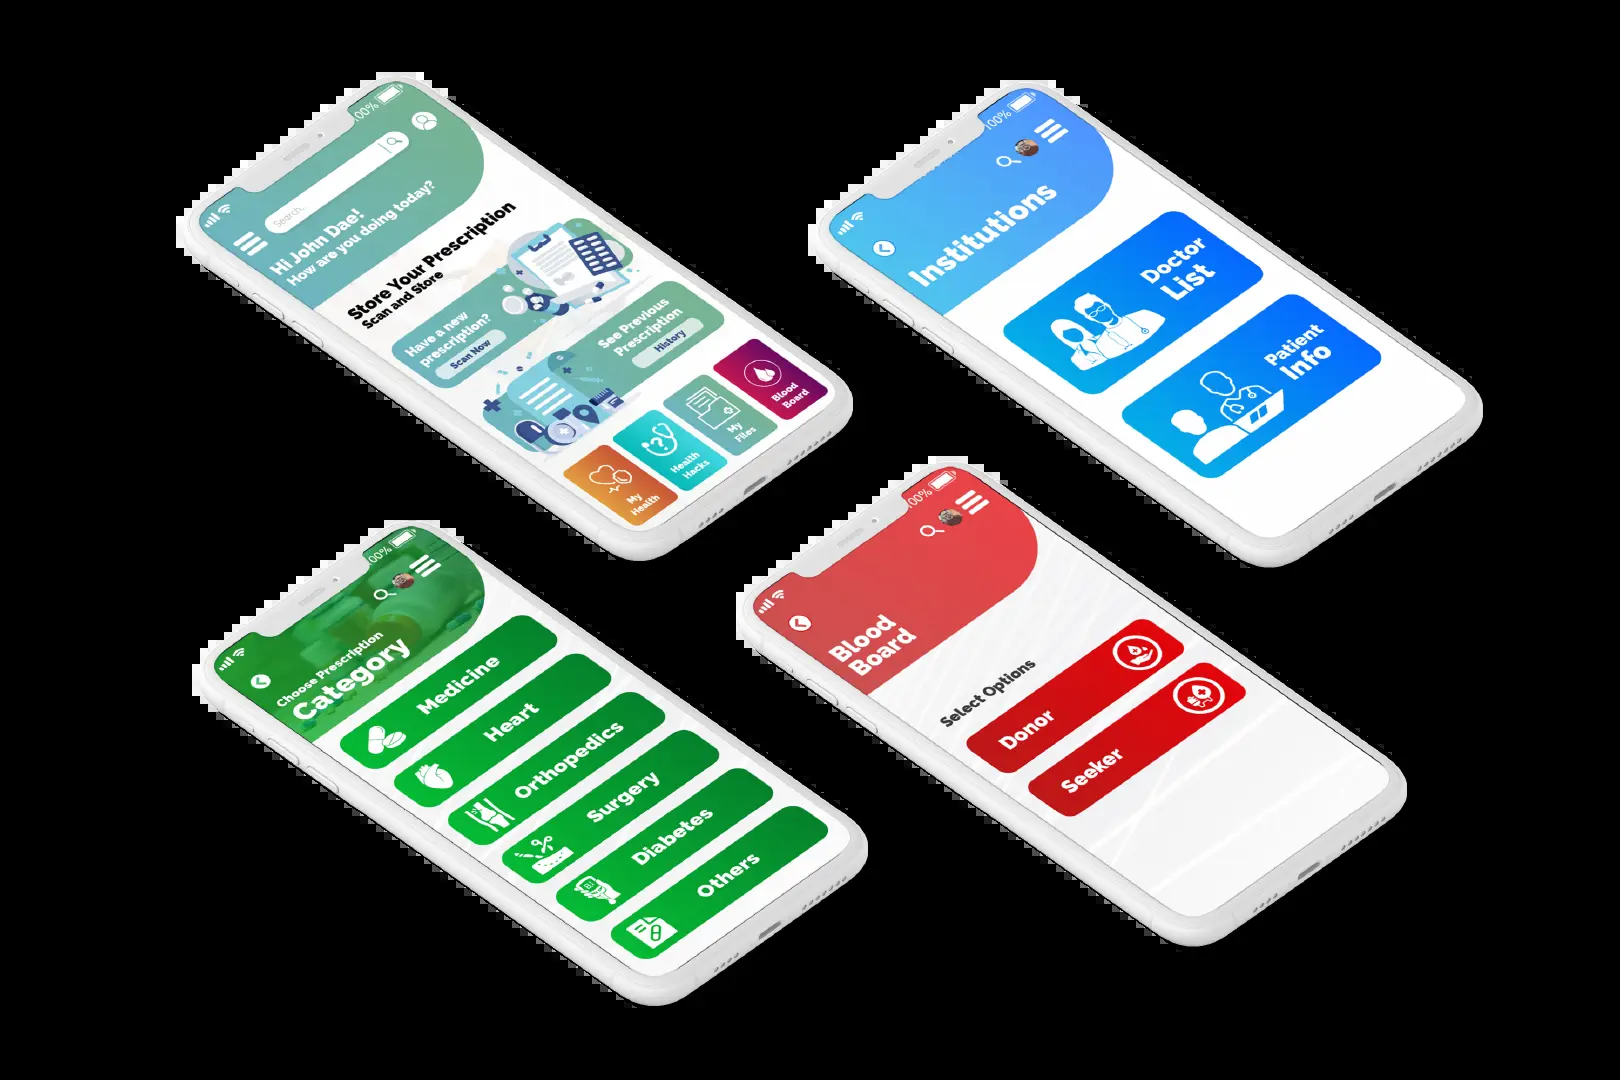 100%
Search...
Hi John Dae!
How are you doing today?
Store Your Prescription
Scan and Store
Have a new
prescription?
Scan Now
See Previous
Prescription
History
My
Health
Health
Hacks
My
Files
Blood
Board
100%
Institutions
Doctor
List
Patient
Info
100%
Choose Prescription
Category
Medicine
Heart
Orthopedics
Surgery
Diabetes
Others
100%
Blood
Board
Select Options
Donor
Seeker